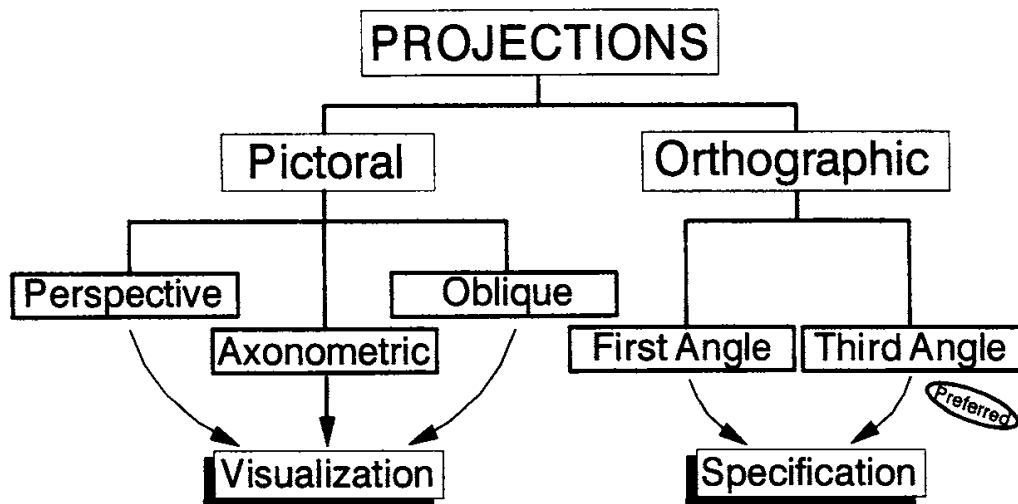 PROJECTIONS
Pictoral
Orthographic
Perspective
Oblique
Axonometric
First Angle
Third Angle
Preferred
Visualization
Specification